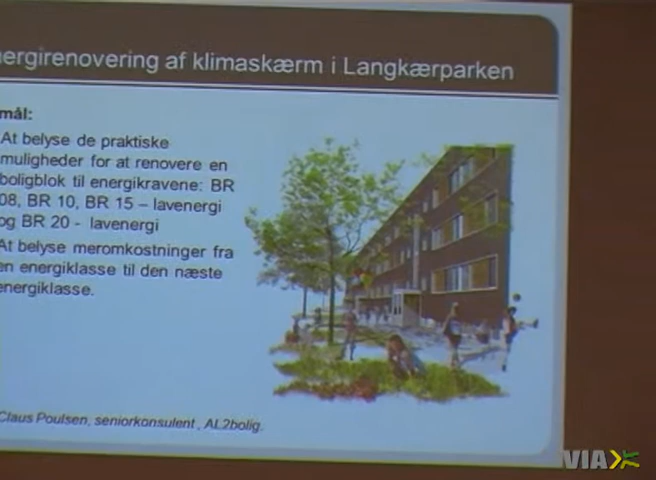 ergirenovering af klimaskærm i Langkærparken
mål:
At belyse de praktiske
muligheder for at renovere en
boligblok til energikravene: BR
08, BR 10, BR 15 – lavenergi
og BR 20 - lavenergi
At belyse meromkostninger fra
en energiklasse til den næste
energiklasse.
Claus Poulsen, seniorkonsulent, AL2bolig.
VIA